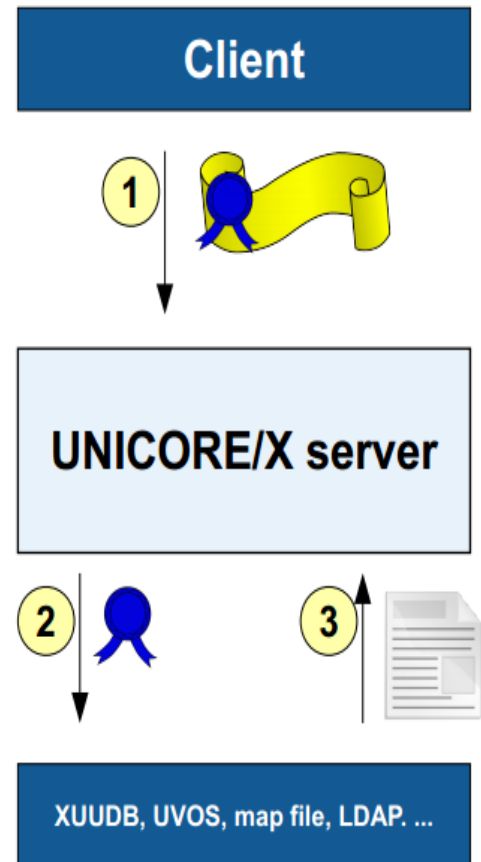 Client
1
UNICORE/X server
2
3
XUUDB, UVOS, map file, LDAP. ...